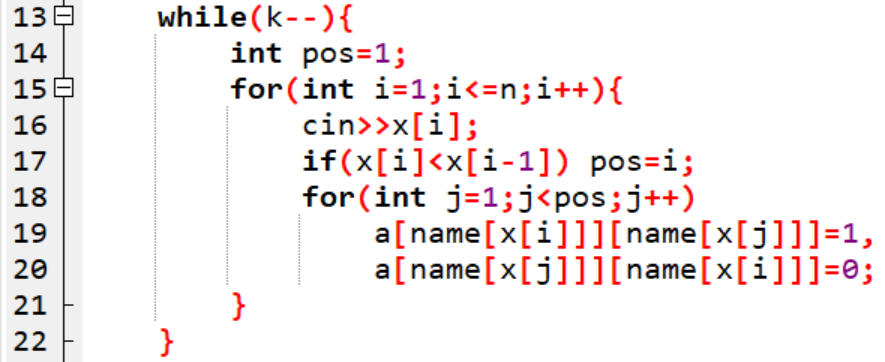 13 while(k--){
14 int pos=1;
15 for(int i=1;i<=n;i++){
16 cin>>x[i];
17 if(x[i]<x[i-1]) pos=i;
18 for(int j=1;j<pos;j++)
19 a[name[x[i]]][name[x[j]]]=1,
20 a[name[x[j]]][name[x[i]]]=0;
21 }
22 }